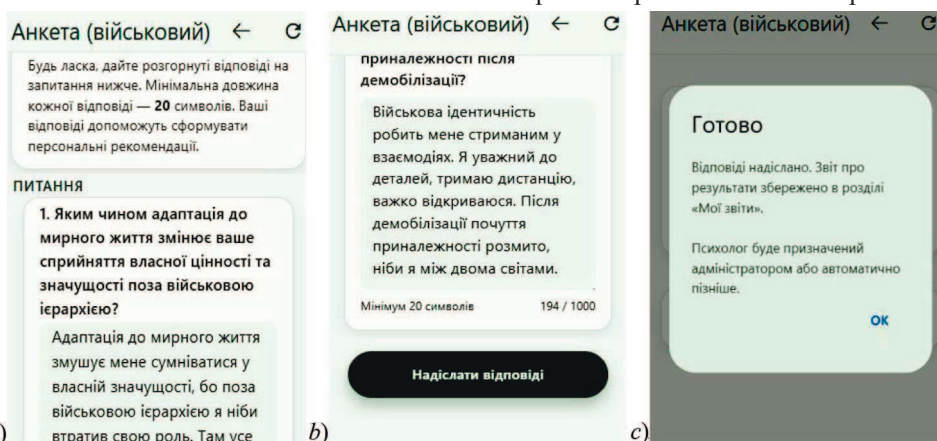 Анкета (військовий)
Будь ласка, дайте розгорнуті відповіді на
запитання нижче. Мінімальна довжина
кожної відповіді — 20 символів. Ваші
відповіді допоможуть сформувати
персональні рекомендації.
ПИТАННЯ
1. Яким чином адаптація до
мирного життя змінює ваше
сприйняття власної цінності та
значущості поза військовою
ієрархією?
Адаптація до мирного життя
змушує мене сумніватися у
власній значущості, бо поза
військовою ієрархією я ніби
втратив свою роль. Там усе
)
Анкета (військовий)
приналежності після
демобілізації?
Військова ідентичність
робить мене стриманим у
взаємодіях. Я уважний до
деталей, тримаю дистанцію,
важко відкриваюся. Після
демобілізації почуття
приналежності розмито,
ніби я між двома світами.
Мінімум 20 символів 194 / 1000
Надіслати відповіді
b)
Анкета (військовий)
Готово
Відповіді надіслано. Звіт про
результати збережено в розділі
«Мої звіти».
Психолог буде призначений
адміністратором або автоматично
пізніше.
ОК
c)